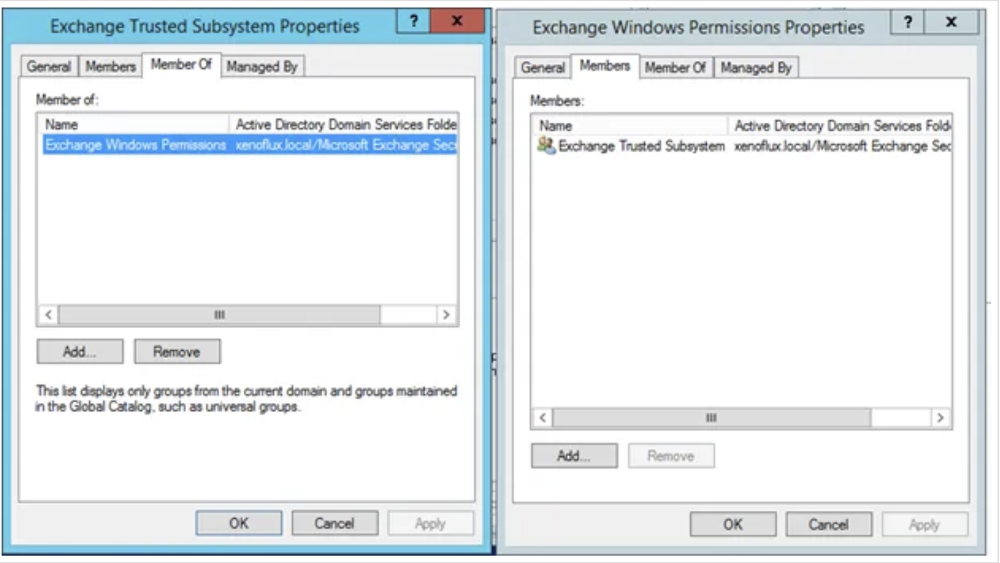 Exchange Trusted Subsystem Properties
? x
General Members Member Of Managed By
Member of:
Name Active Directory Domain Services Folde
Exchange Windows Permissions xenoflux.local/Microsoft Exchange Sec
Add... Remove
This list displays only groups from the current domain and groups maintained
in the Global Catalog, such as universal groups.
OK Cancel Apply
Exchange Windows Permissions Properties
? x
General Members Member Of Managed By
Members:
Name Active Directory Domain Services Fold
Exchange Trusted Subsystem xenoflux.local/Microsoft Exchange Sec
Add... Remove
OK Cancel Apply